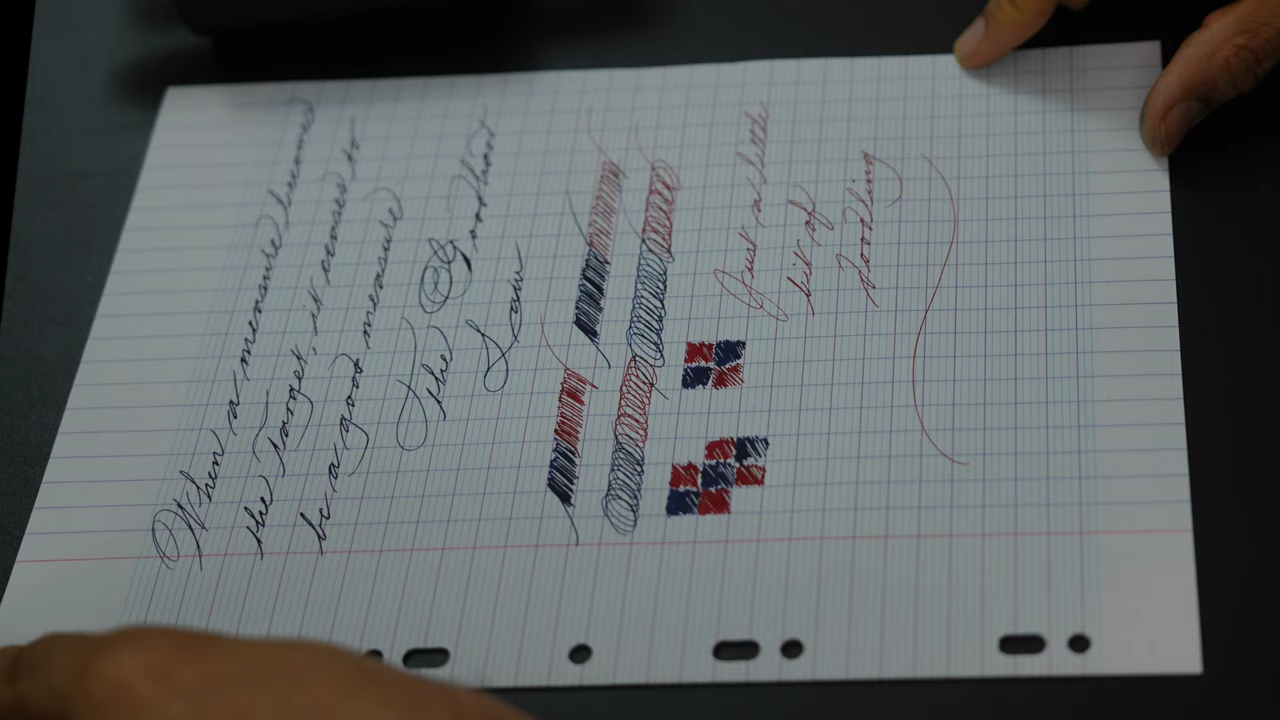 When a measure becomes
the target, it ceases to
be a good measure
The Goodhart
Law
Just a little
bit of
doodling